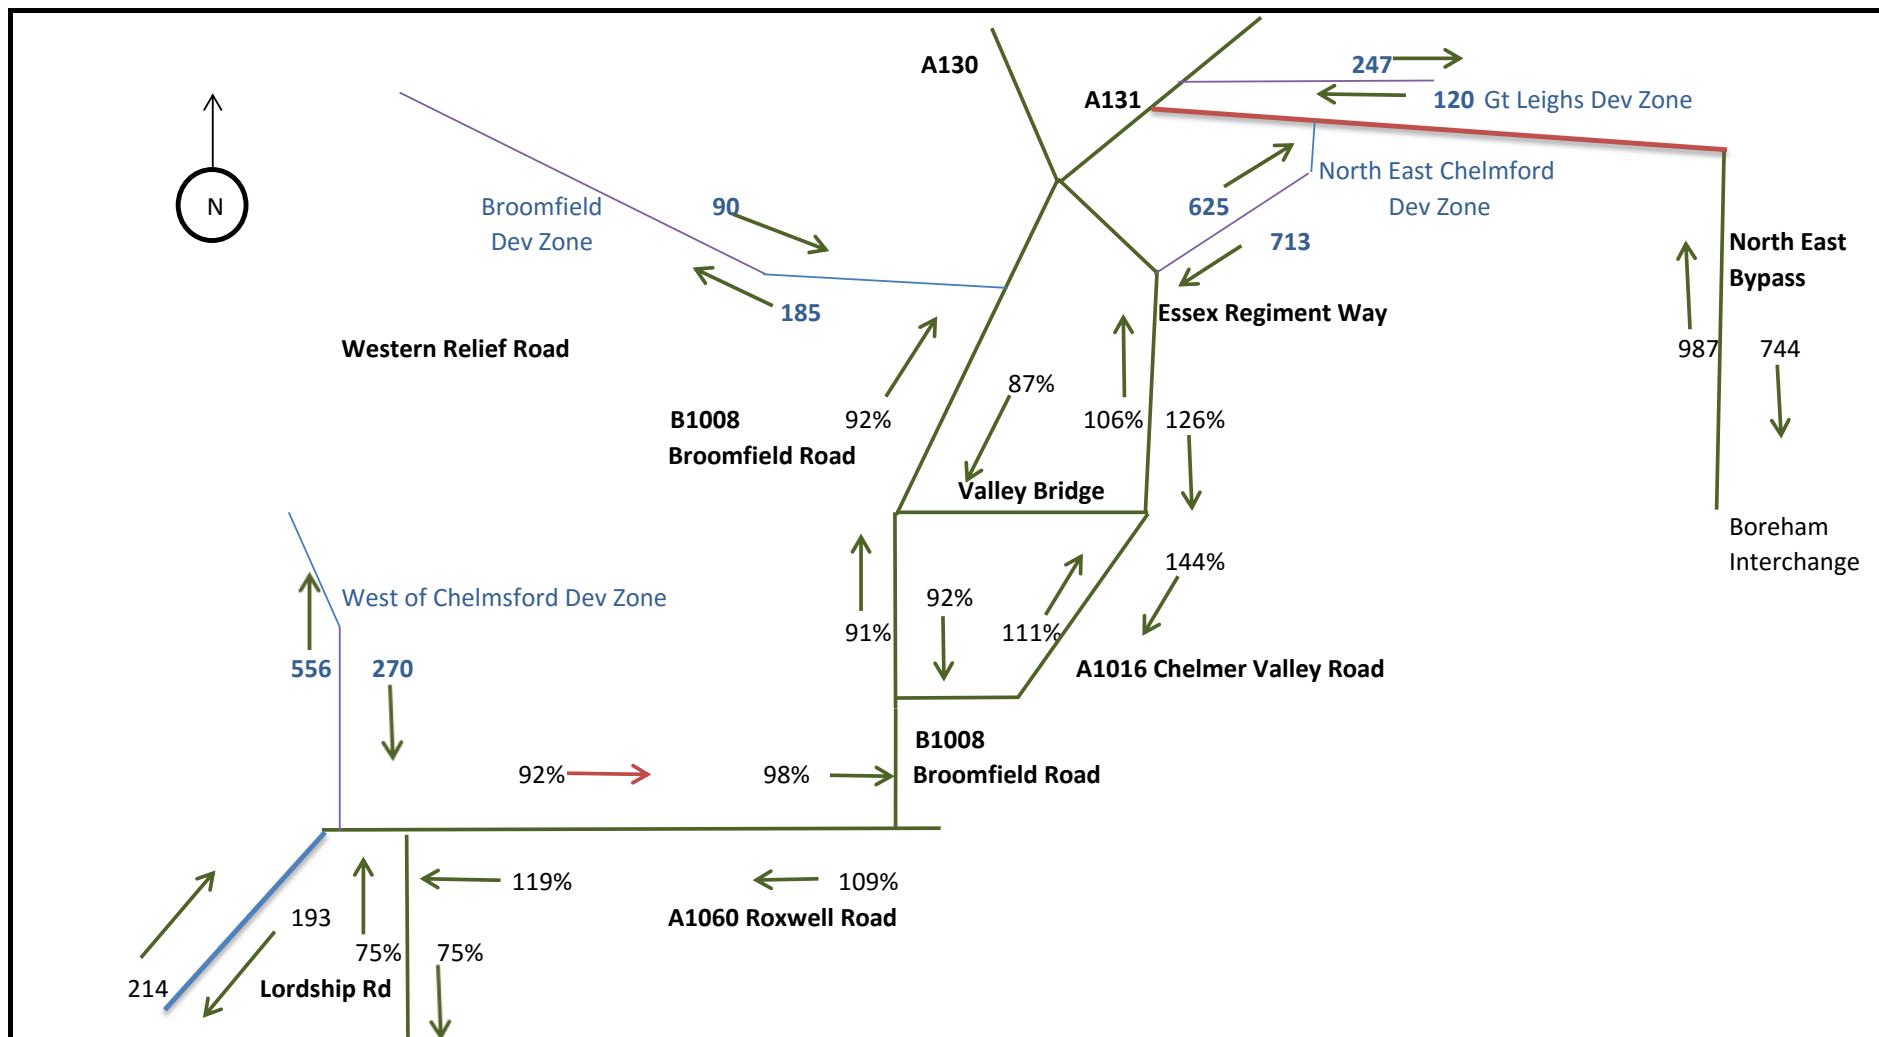 A130
247
A131
120 Gt Leighs Dev Zone
N
North East Chelmford
Dev Zone
Broomfield
Dev Zone
90
625
713
North East
Bypass
185
Essex Regiment Way
Western Relief Road
987
744
87%
B1008
Broomfield Road
92%
106%
126%
Valley Bridge
Boreham
Interchange
144%
West of Chelmsford Dev Zone
92%
91%
111%
556
270
A1016 Chelmer Valley Road
B1008
Broomfield Road
92%
98%
119%
109%
193
A1060 Roxwell Road
75%
75%
214
Lordship Rd